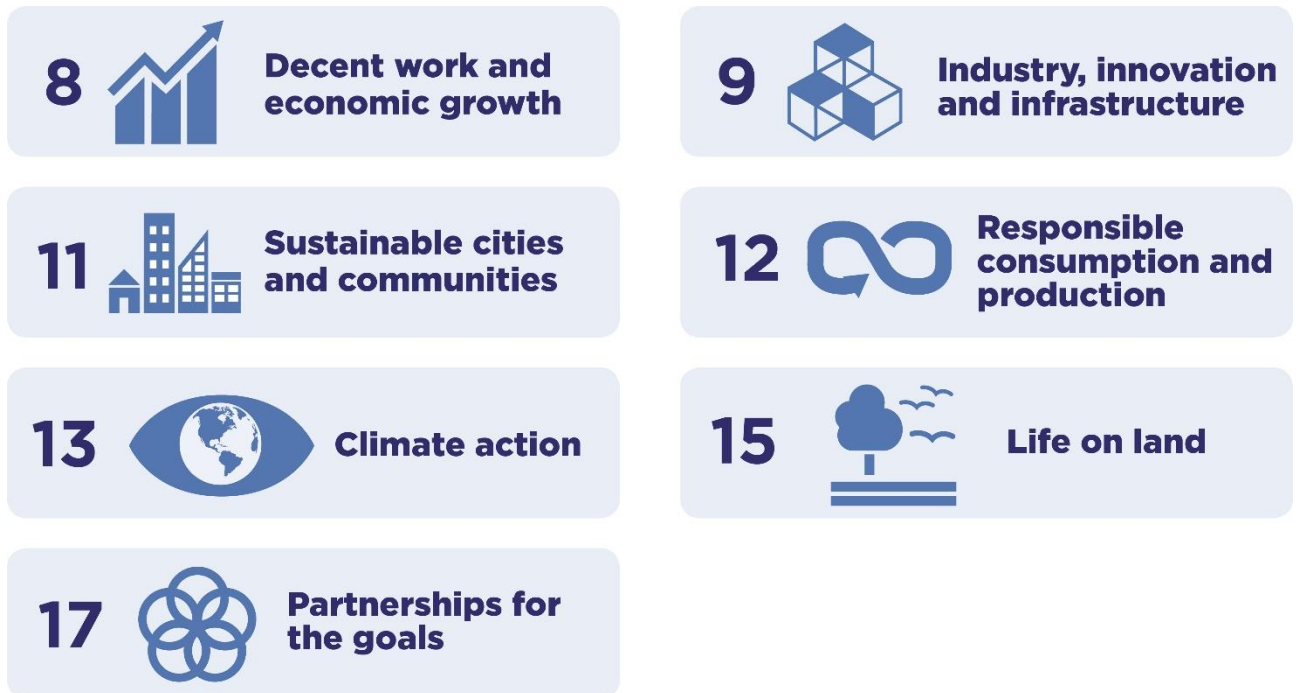 8
Decent work and
economic growth
9
Industry, innovation
and infrastructure
11
Sustainable cities
and communities
12
Responsible
consumption and
production
13
Climate action
15
Life on land
17
Partnerships for
the goals